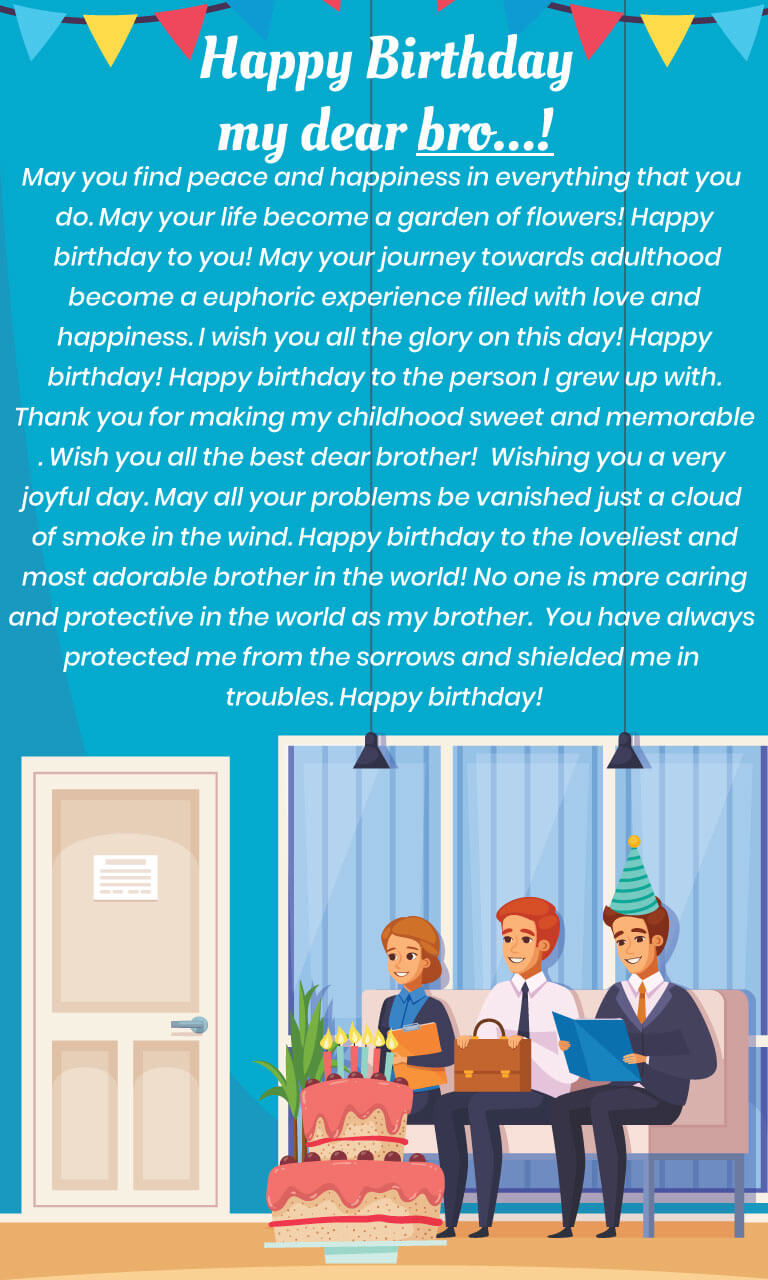 Happy Birthday
my dear bro...!
May you find peace and happiness in everything that you
do. May your life become a garden of flowers! Happy
birthday to you! May your journey towards adulthood
become a euphoric experience filled with love and
happiness. I wish you all the glory on this day! Happy
birthday! Happy birthday to the person I grew up with.
Thank you for making my childhood sweet and memorable
. Wish you all the best dear brother!  Wishing you a very
joyful day. May all your problems be vanished just a cloud
of smoke in the wind. Happy birthday to the loveliest and
most adorable brother in the world! No one is more caring
and protective in the world as my brother.  You have always
protected me from the sorrows and shielded me in
troubles. Happy birthday!